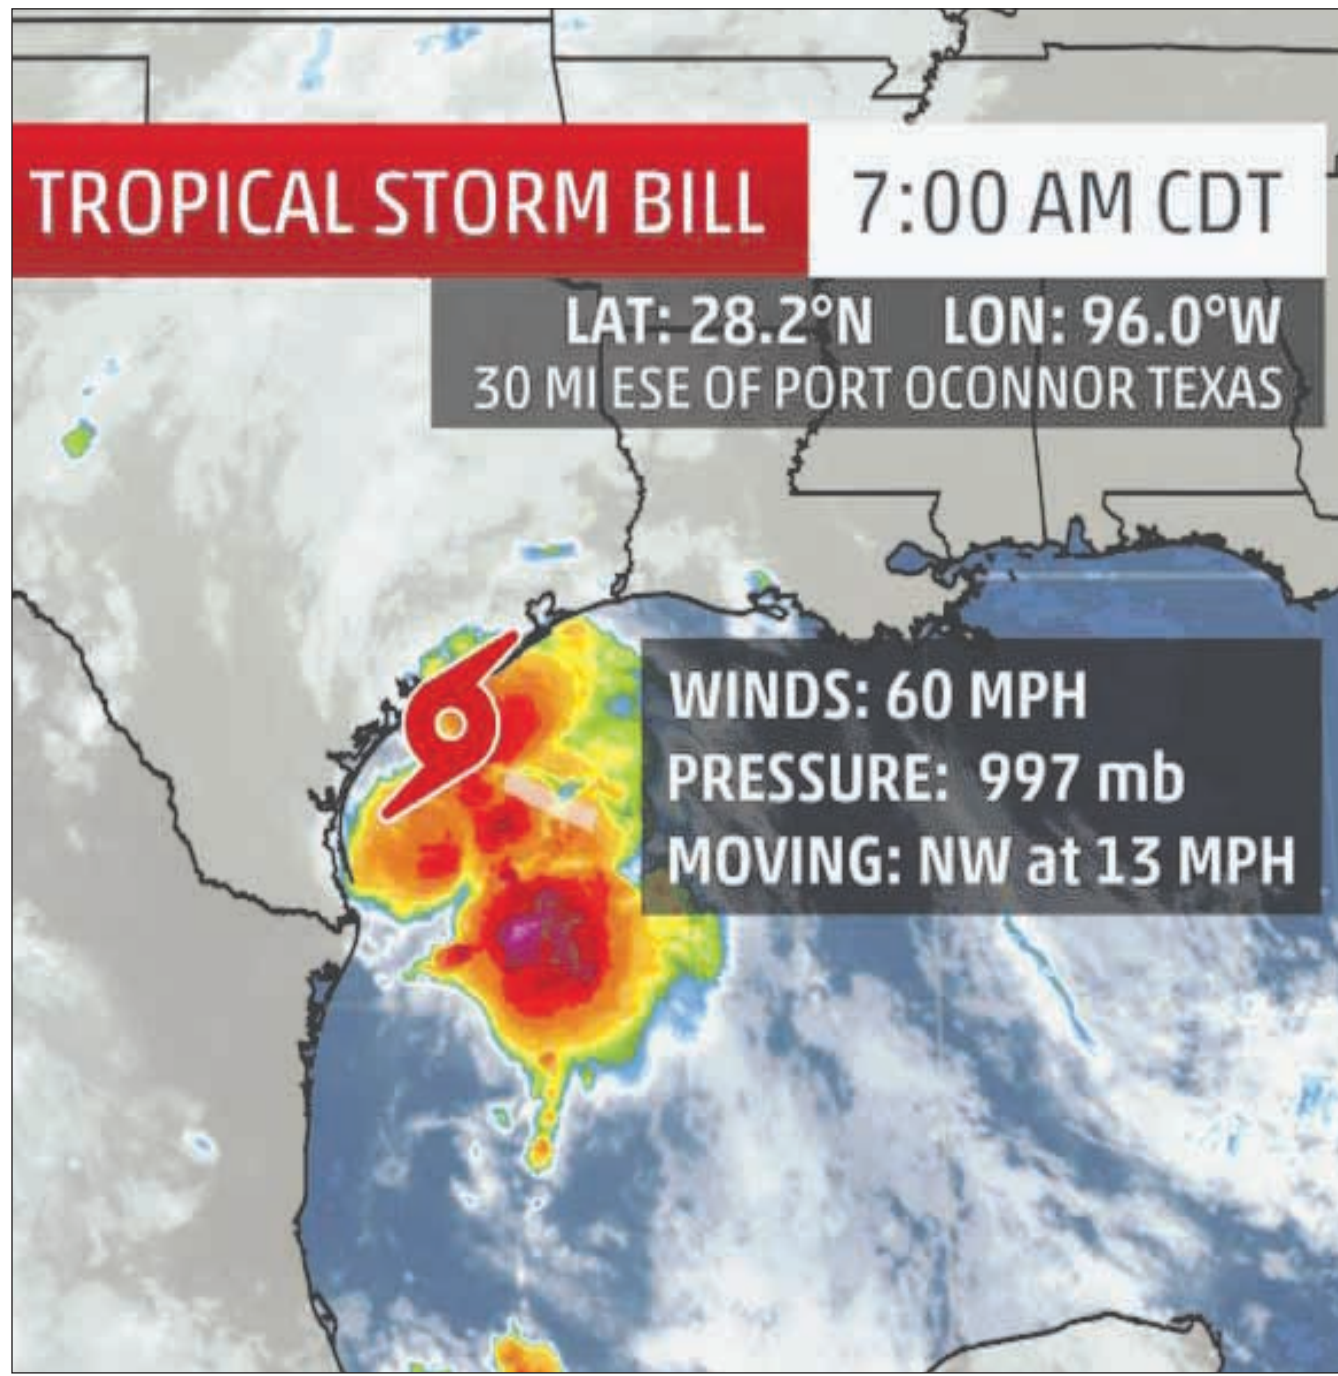 TROPICAL STORM BILL 7:00 AM CDT
LAT: 28.2°N LON: 96.0°W
30 MI ESE OF PORT OCONNOR TEXAS
WINDS: 60 MPH
PRESSURE: 997 mb
MOVING: NW at 13 MPH